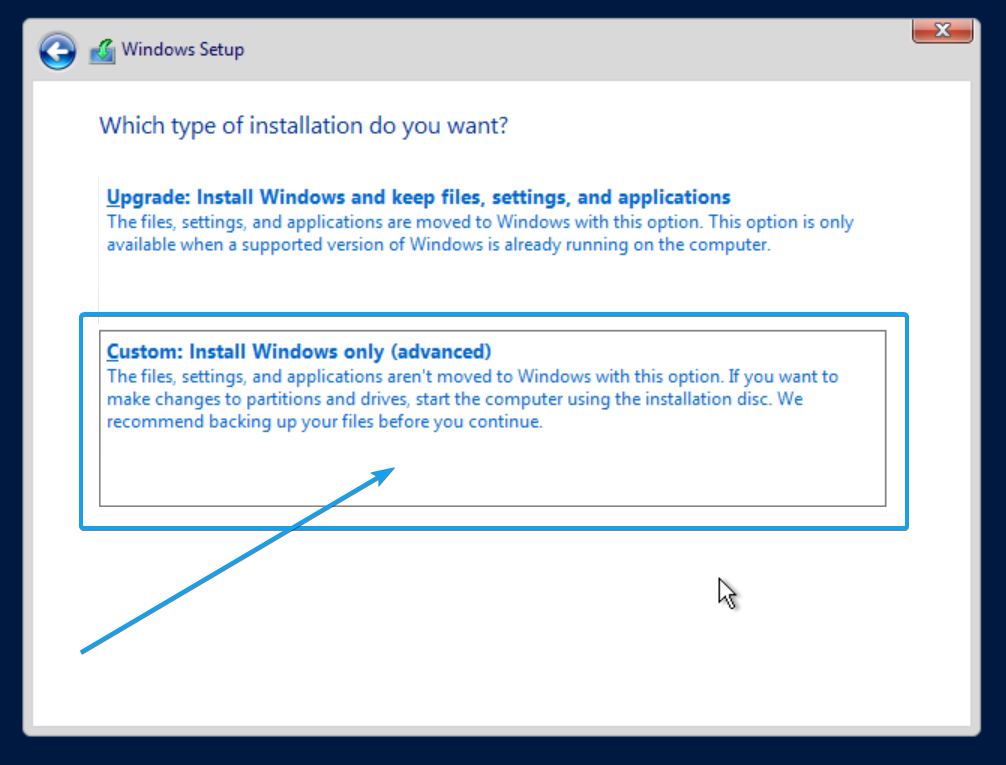 Windows Setup
Which type of installation do you want?
Upgrade: Install Windows and keep files, settings, and applications
The files, settings, and applications are moved to Windows with this option. This option is only
available when a supported version of Windows is already running on the computer.
Custom: Install Windows only (advanced)
The files, settings, and applications aren't moved to Windows with this option. If you want to
make changes to partitions and drives, start the computer using the installation disc. We
recommend backing up your files before you continue.